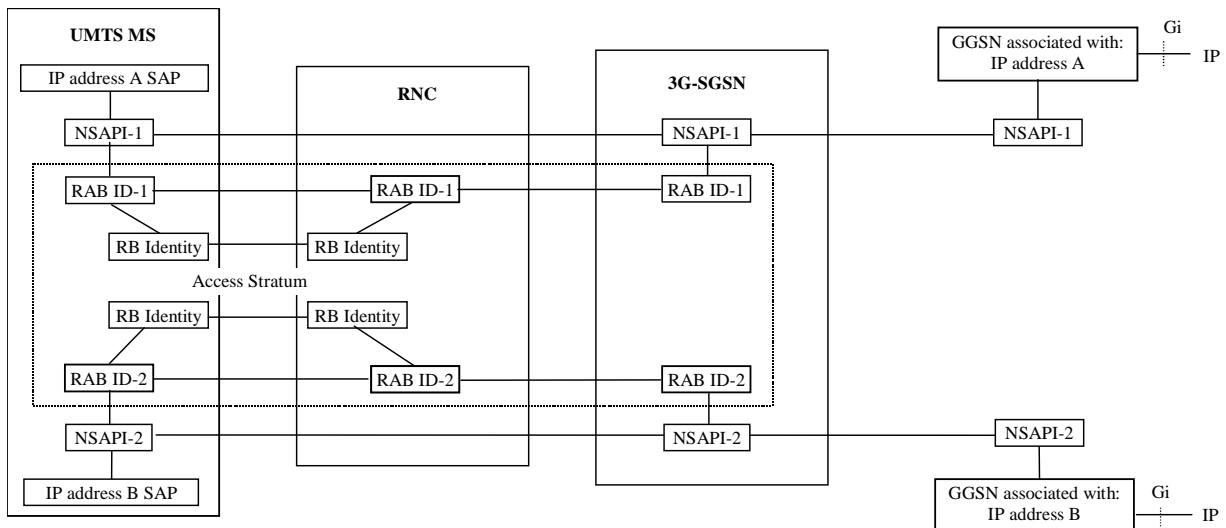 UMTS MS
IP address A SAP
NSAPI-1
RAB ID-1
RB Identity
RNC
RAB ID-1
RB Identity
3G-SGSN
NSAPI-1
RAB ID-1
GGSN associated with:
IP address A
Gi
IP
NSAPI-1
Access Stratum
RB Identity
RAB ID-2
NSAPI-2
IP address B SAP
RB Identity
RAB ID-2
RAB ID-2
NSAPI-2
NSAPI-2
GGSN associated with:
IP address B
Gi
IP